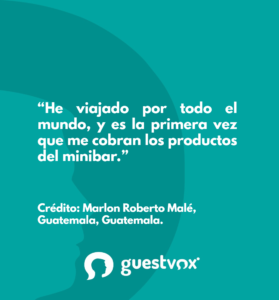 “He viajado por todo el
mundo, y es la primera vez
que me cobran los productos
del minibar.”
Crédito: Marlon Roberto Malé,
Guatemala, Guatemala.
guestvox